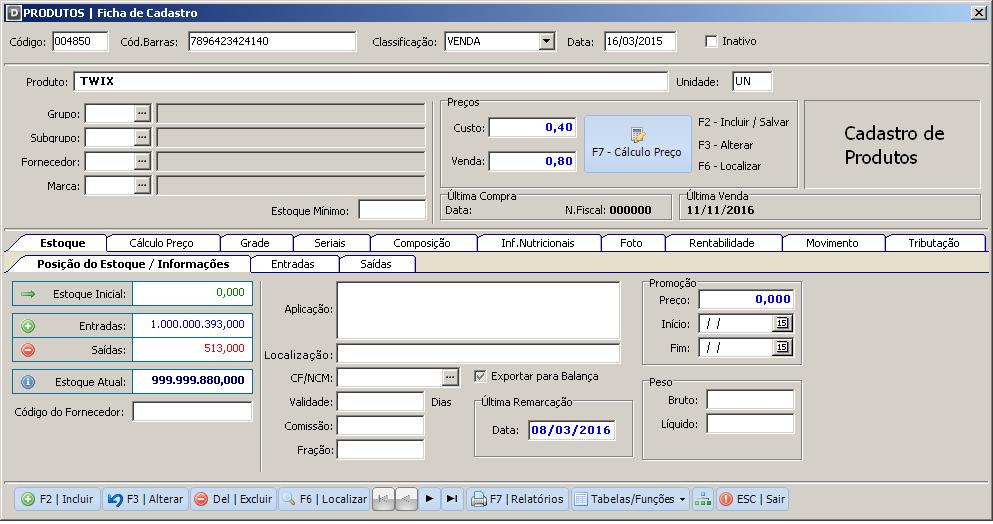 PRODUTOS | Ficha de Cadastro
Código: 004850 Cód.Barras: 7896423424140 Classificação: VENDA Data: 16/03/2015 Inativo
Produto: TWIX Unidade: UN
Grupo: ...
Subgrupo: ...
Fornecedor: ...
Marca: ...
Estoque Mínimo:
Preços
Custo: 0,40
Venda: 0,80
F7 - Cálculo Preço
F2 - Incluir / Salvar
F3 - Alterar
F6 - Localizar
Cadastro de
Produtos
Última Compra
Data: N.Fiscal: 000000
Última Venda
11/11/2016
Estoque Cálculo Preço Grade Seriais Composição Inf.Nutricionais Foto Rentabilidade Movimento Tributação
Posição do Estoque / Informações Entradas Saídas
Estoque Inicial: 0,000
Entradas: 1.000.000.393,000
Saídas: 513,000
Estoque Atual: 999.999.880,000
Código do Fornecedor:
Aplicação:
Localização:
CF/NCM: ... Exportar para Balança
Validade: Dias
Comissão:
Fração:
Última Remarcação
Data: 08/03/2016
Promoção
Preço: 0,000
Início: / / 15
Fim: / / 15
Peso
Bruto:
Líquido:
F2 | Incluir F3 | Alterar Del | Excluir F6 | Localizar F7 | Relatórios Tabelas/Funções ESC | Sair